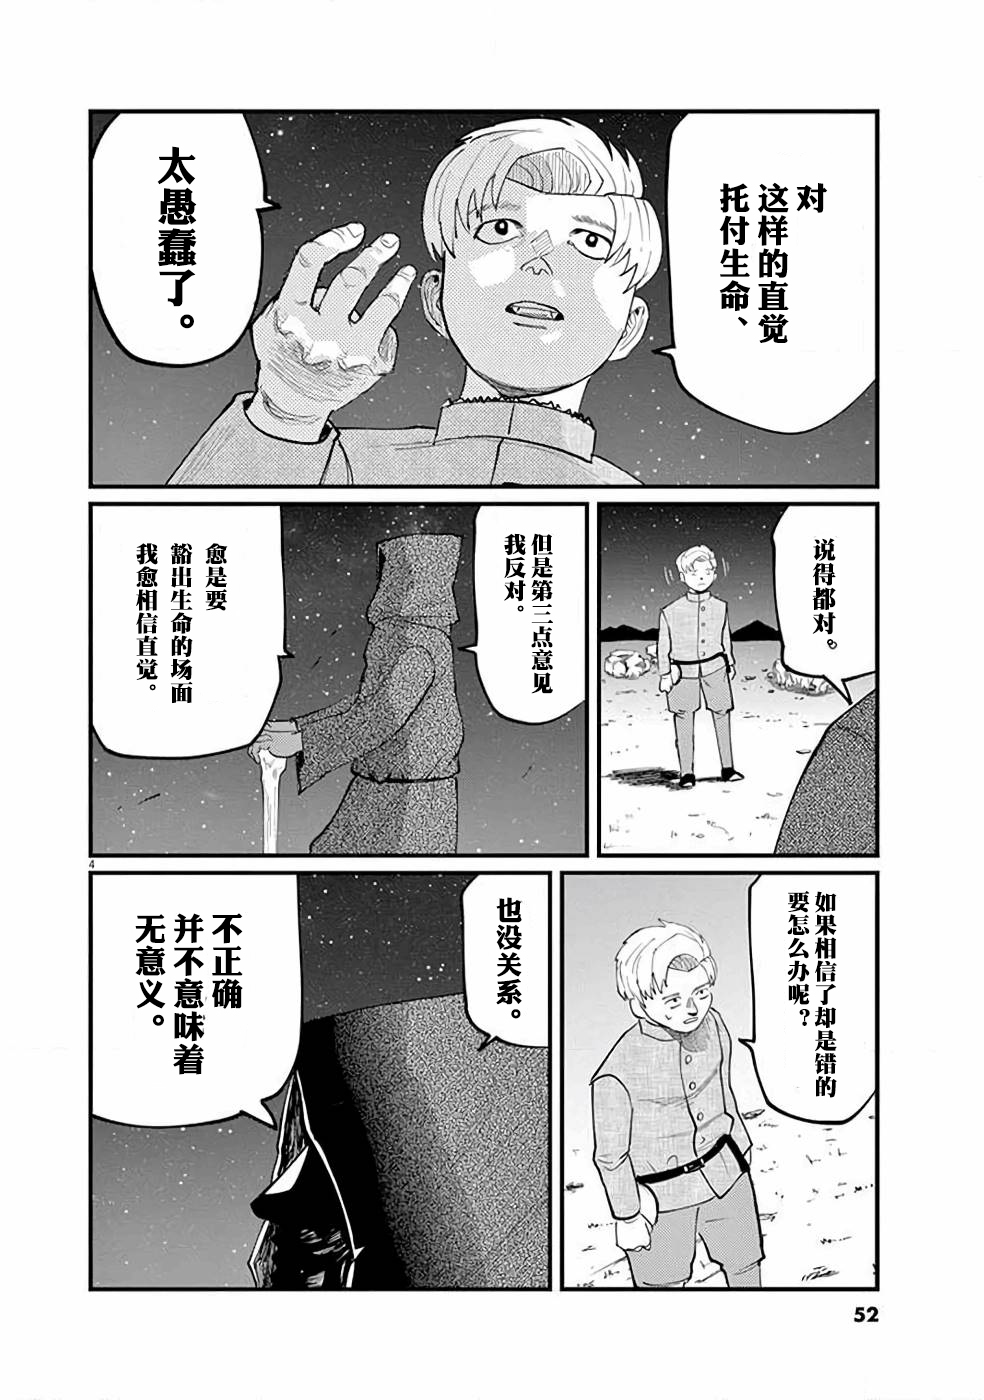 对
这样的直觉
托付生命、
太愚蠢了。
说得都对。
但是第三点意见
我反对。
愈是要
豁出生命的场面
我愈相信直觉。
4
如果相信了却是错的
要怎么办呢？
也没关系。
不正确
并不意味着
无意义。
52